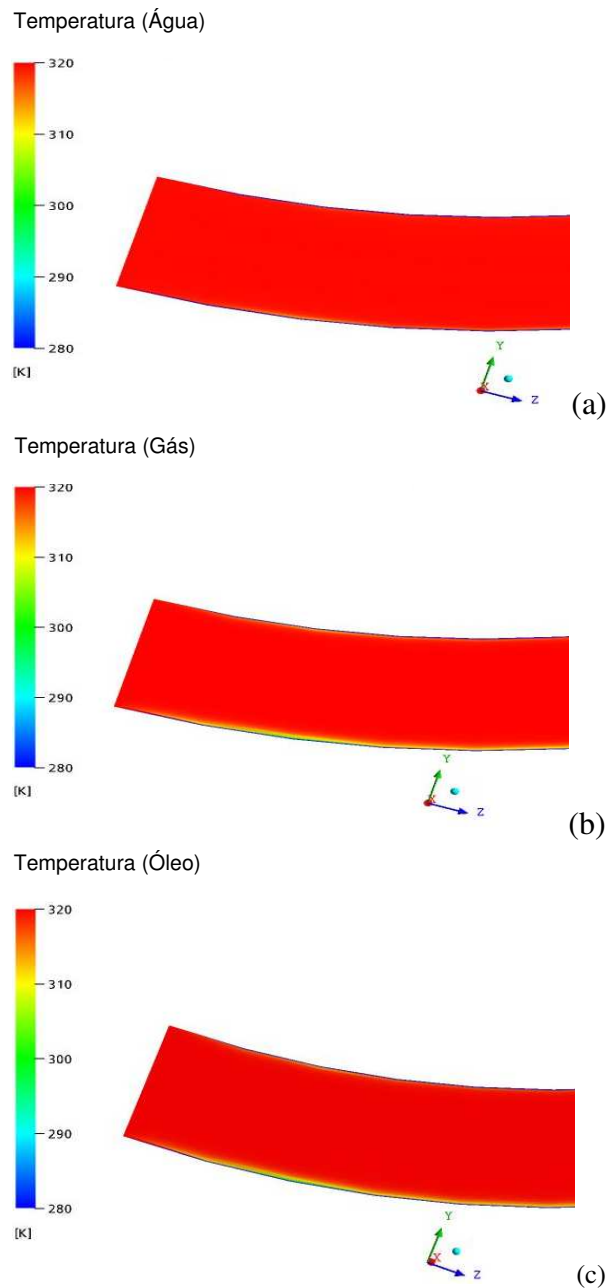 Temperatura (Água)
320
310
300
290
280
[K]
Y
X
Z
(a)
Temperatura (Gás)
320
310
300
290
280
[K]
Y
X
Z
(b)
Temperatura (Óleo)
320
310
300
290
280
[K]
Y
X
Z
(c)